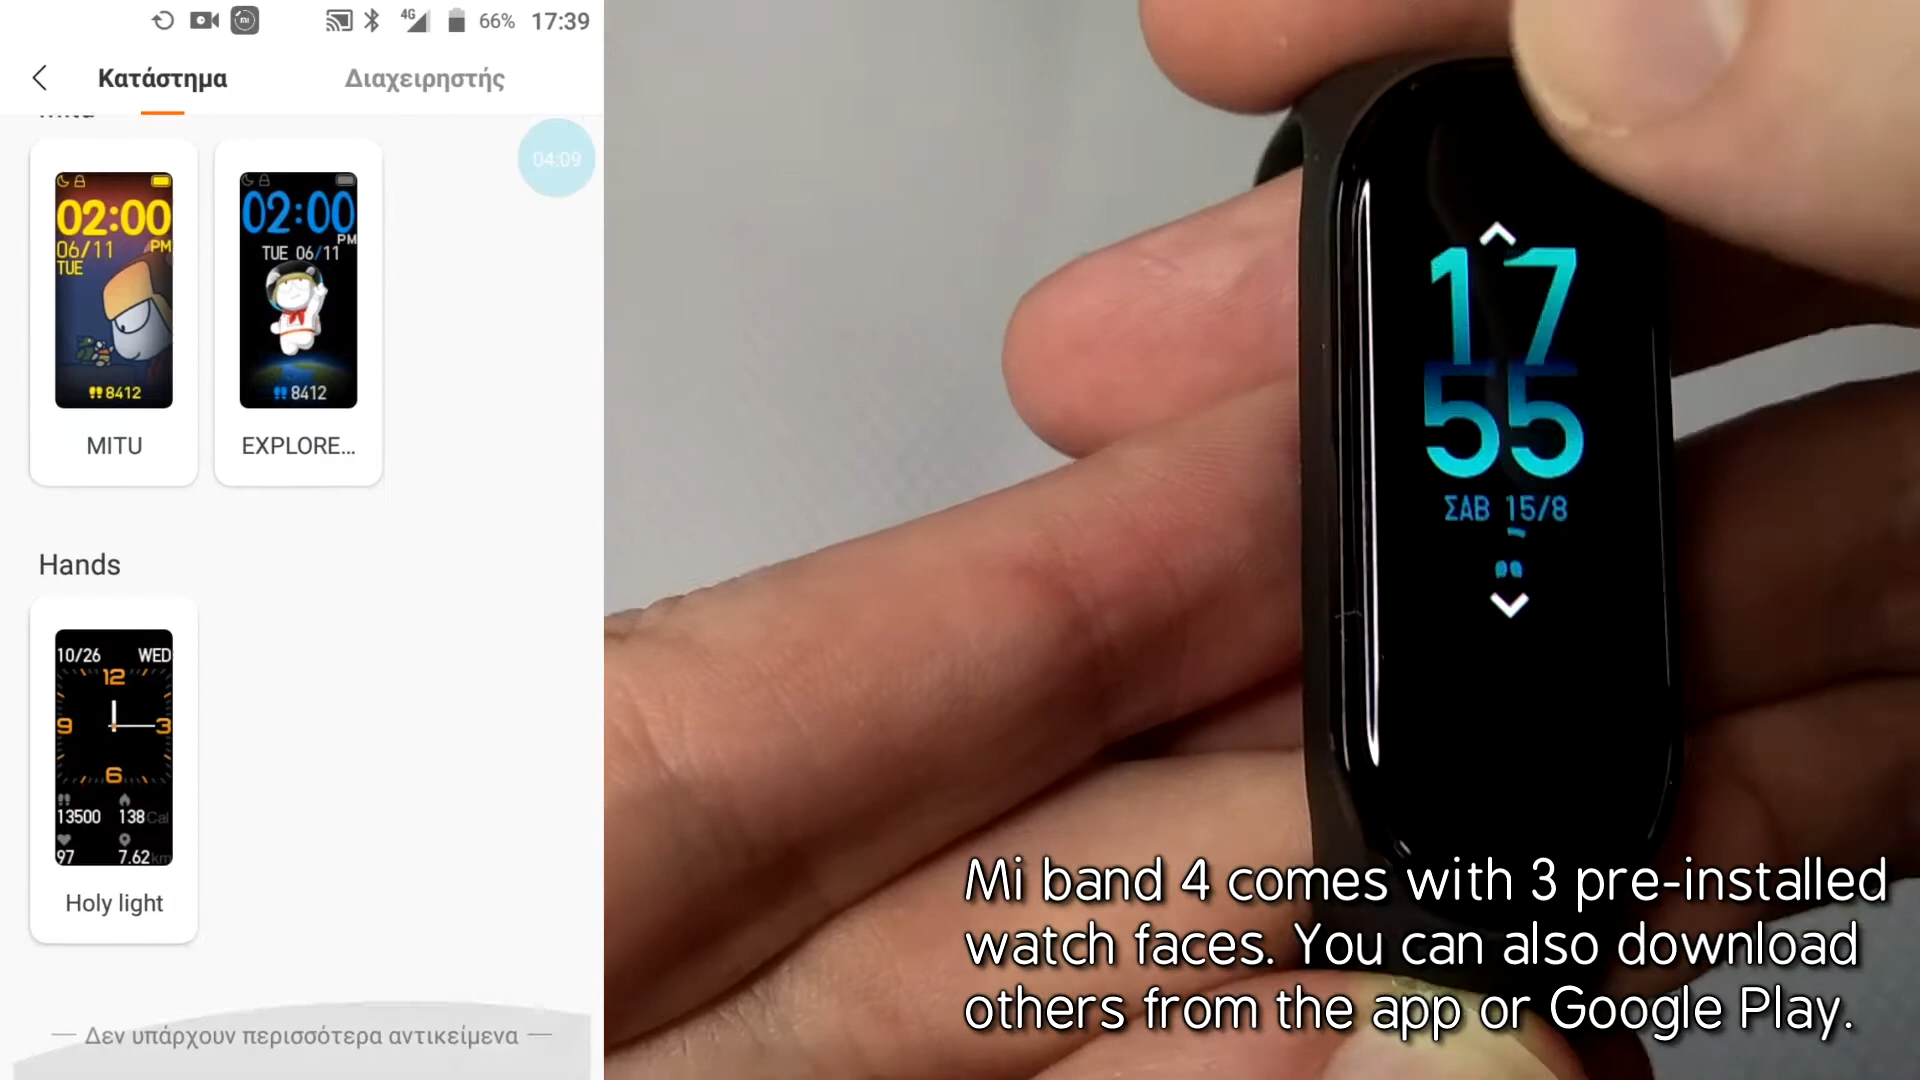 4G 66% 17:39
Κατάστημα Διαχειρηστής
04:09
02:00
06/11 PM
TUE
8412
MITU
02:00
PM
TUE 06/11
8412
EXPLORE...
Hands
10/26 WED
12
9 3
6
13500 138 Cal
97 7.62 km
Holy light
Δεν υπάρχουν περισσότερα αντικείμενα
17
55
ΣΑΒ 15/8
Mi band 4 comes with 3 pre-installed
watch faces. You can also download
others from the app or Google Play.